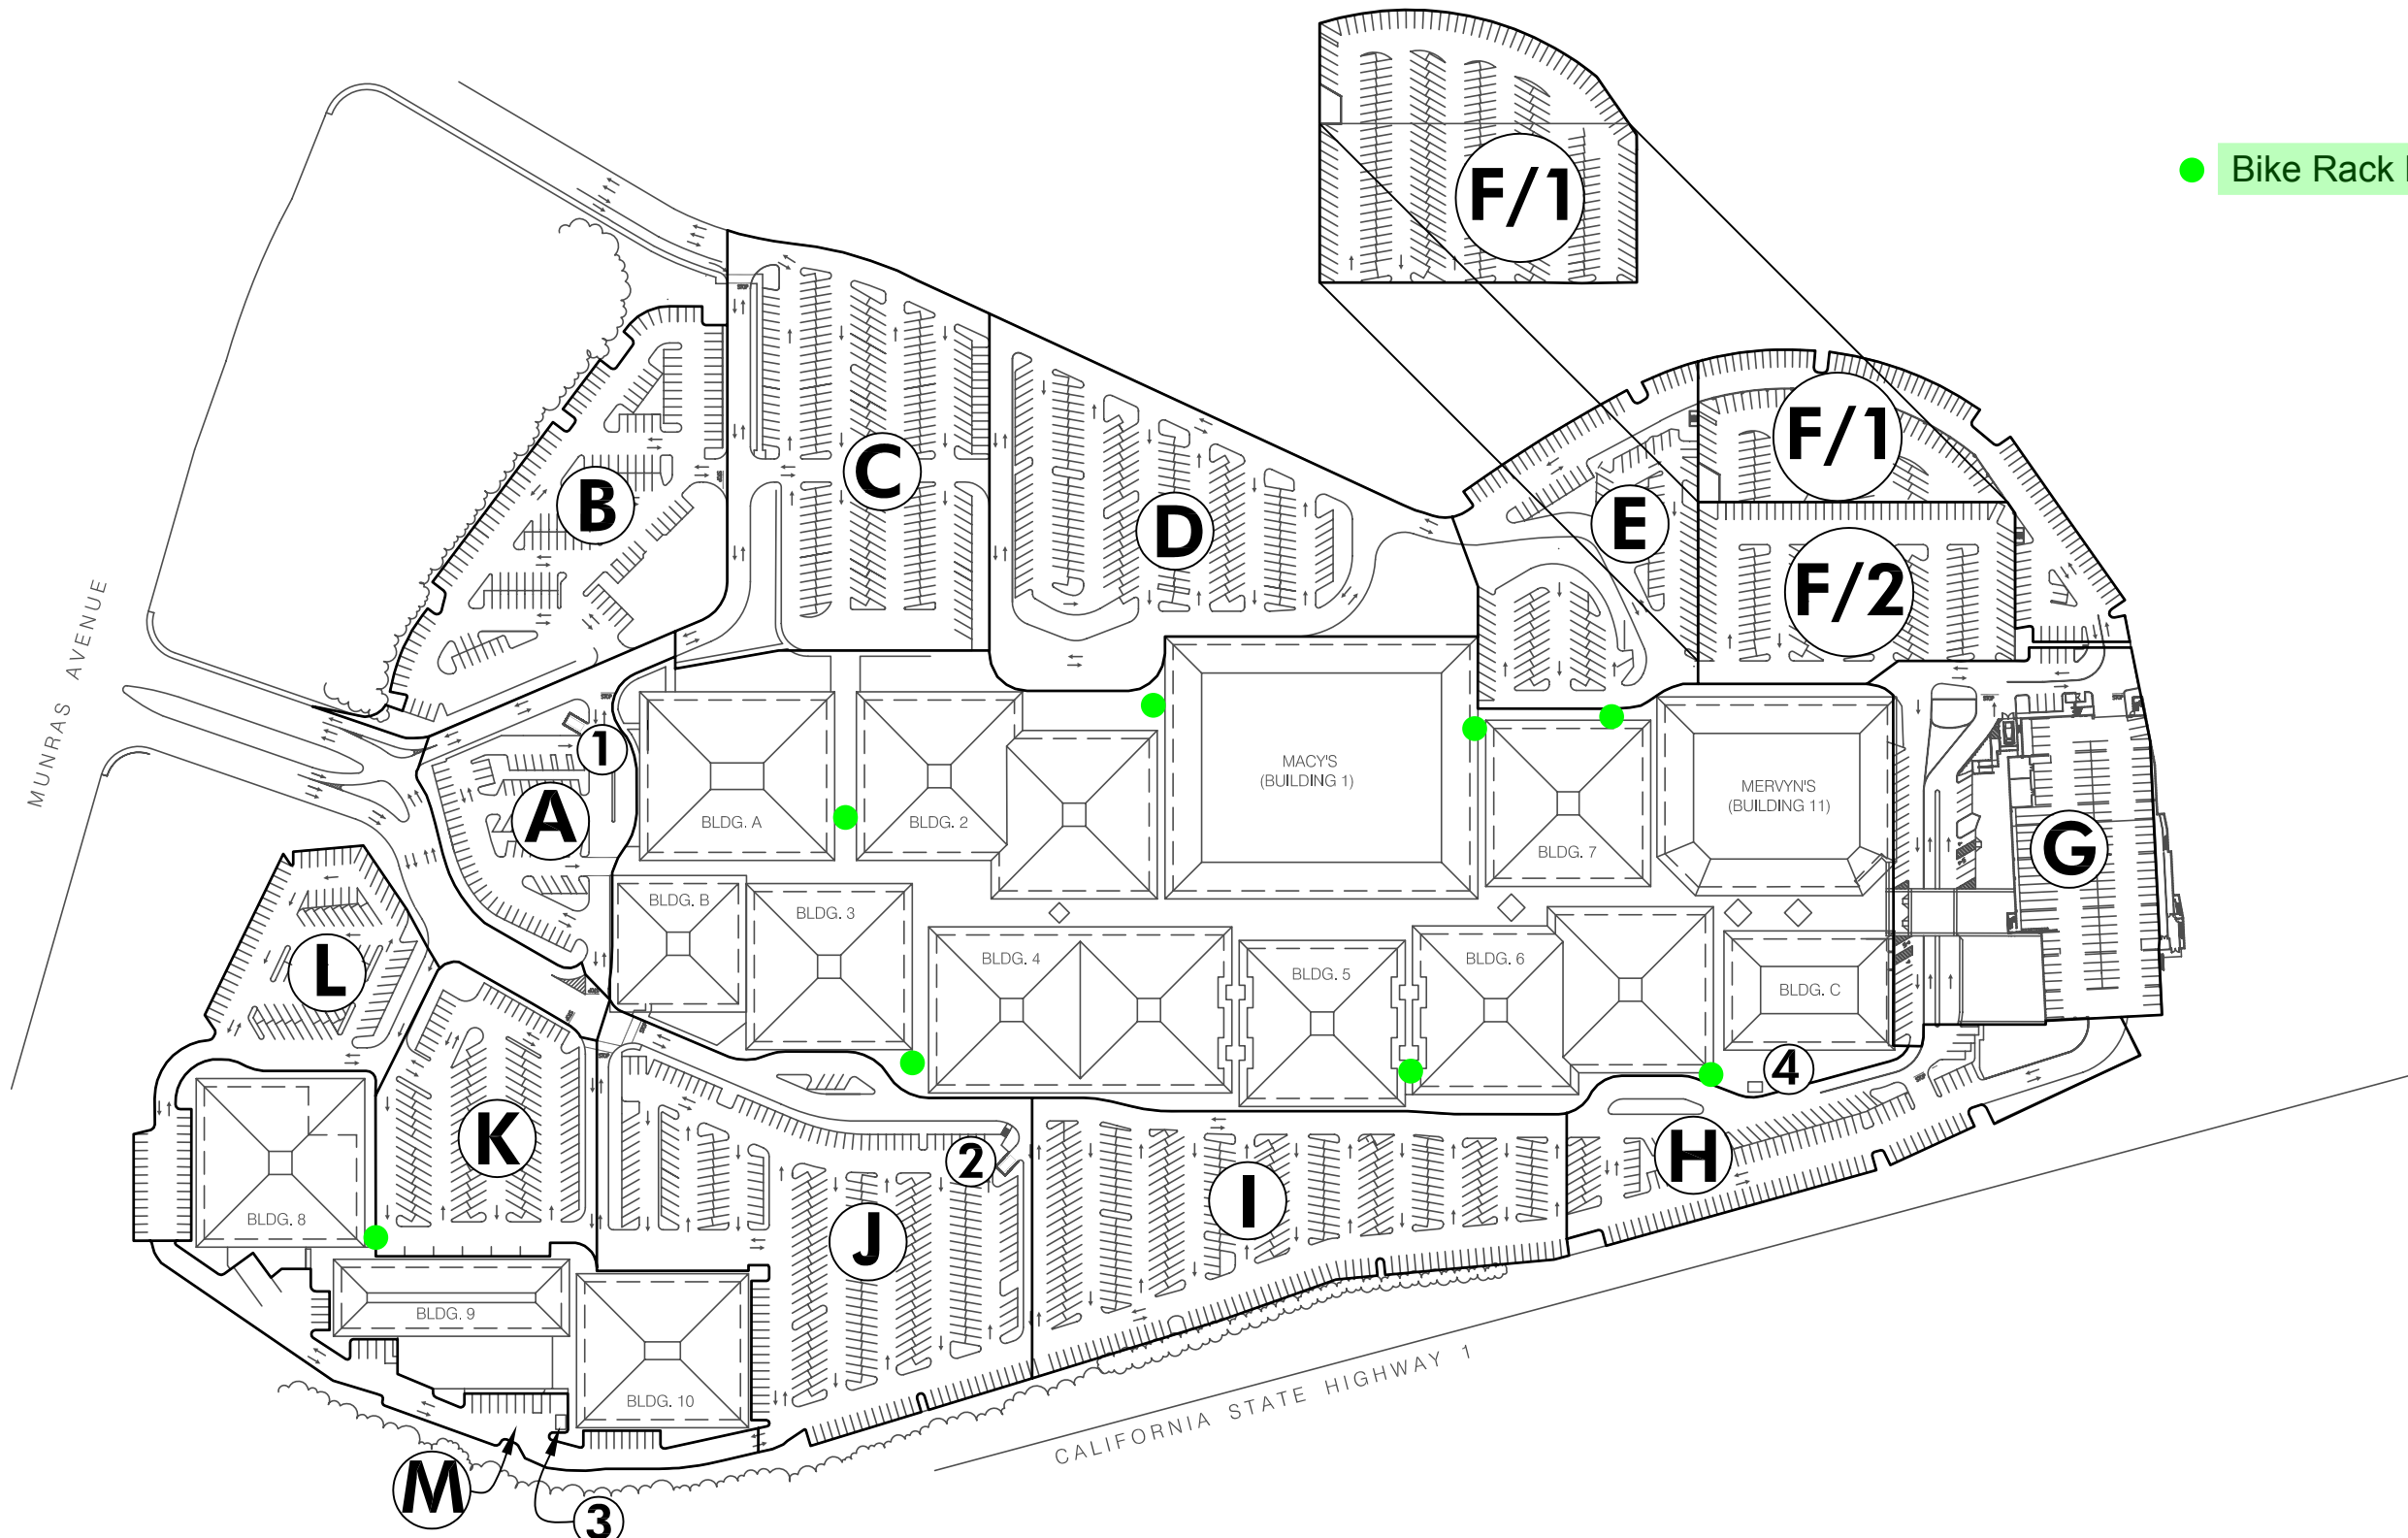 F/1
Bike Rack
F/1
C
B
D
E
F/2
MUNRAS AVENUE
1
A
BLDG. A
BLDG. 2
MACY'S
(BUILDING 1)
BLDG. 7
MERVYN'S
(BUILDING 11)
G
L
BLDG. B
BLDG. 3
BLDG. 4
BLDG. 5
BLDG. 6
BLDG. C
4
K
2
J
I
H
BLDG. 8
BLDG. 9
BLDG. 10
CALIFORNIA STATE HIGHWAY 1
M
3